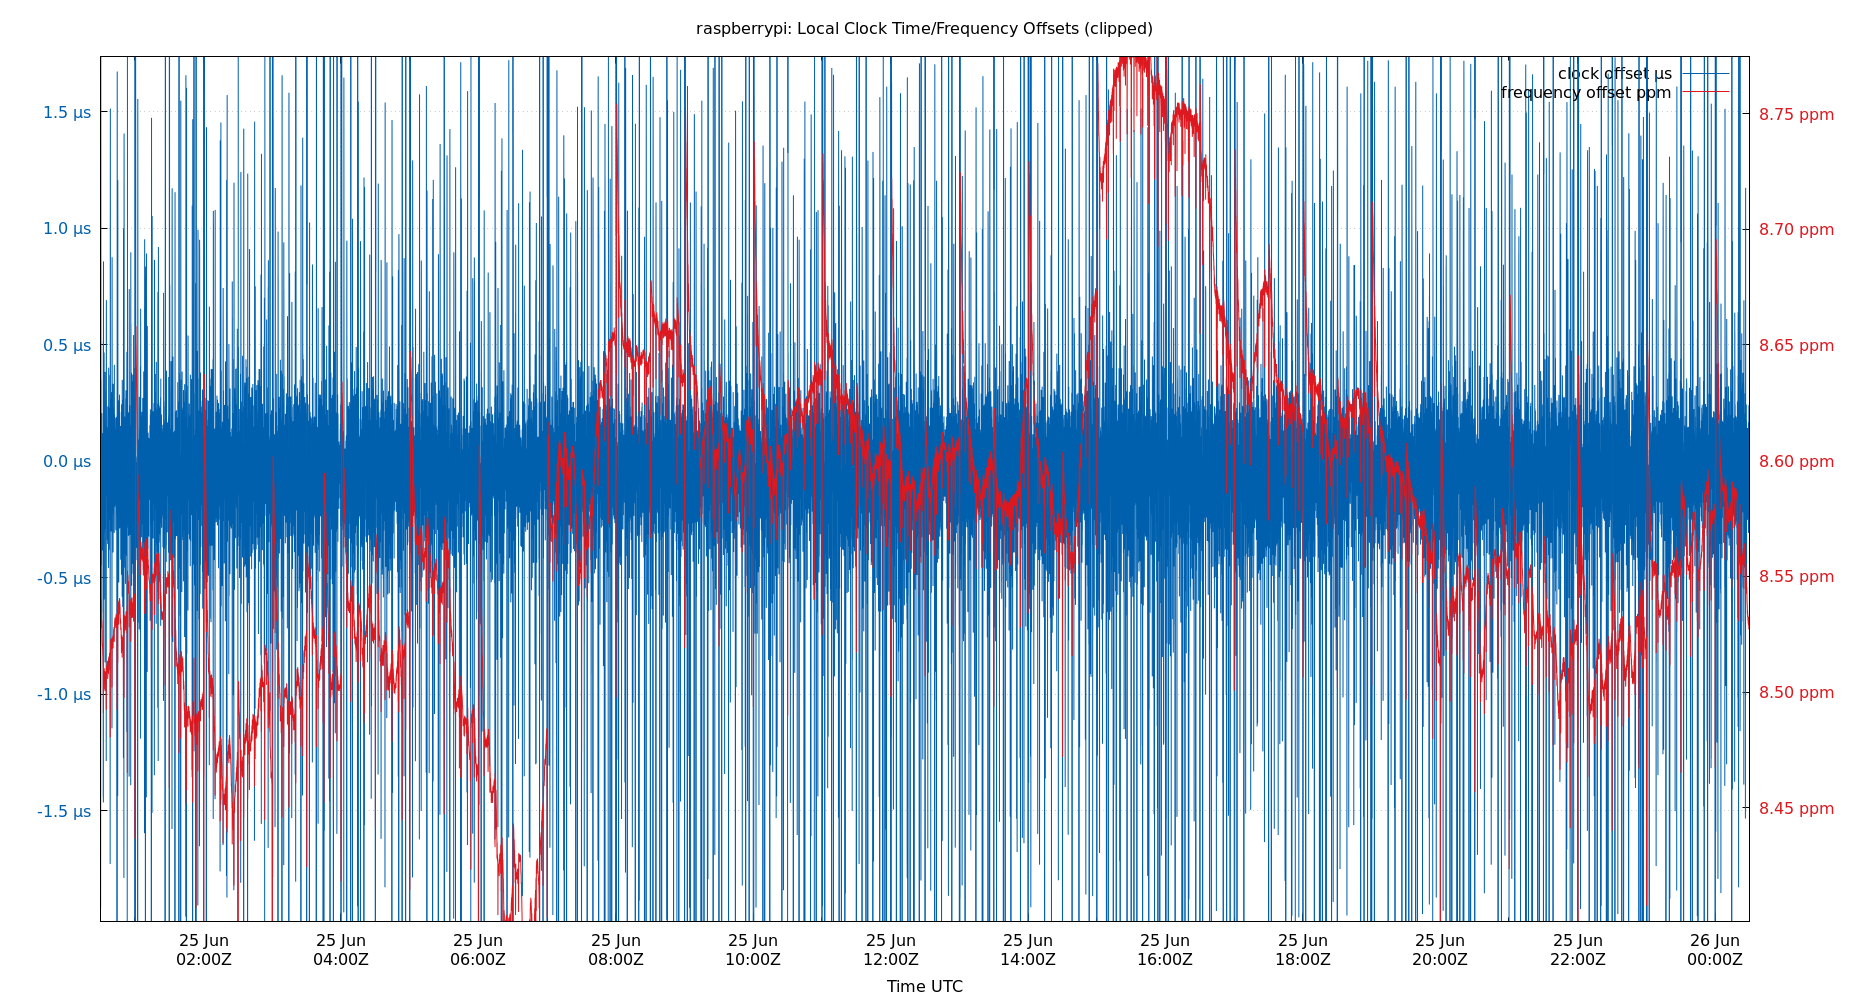 raspberrypi: Local Clock Time/Frequency Offsets (clipped)
clock offset µs
frequency offset ppm
1.5 µs
1.0 µs
0.5 µs
0.0 µs
-0.5 µs
-1.0 µs
-1.5 µs
8.75 ppm
8.70 ppm
8.65 ppm
8.60 ppm
8.55 ppm
8.50 ppm
8.45 ppm
25 Jun 25 Jun 25 Jun 25 Jun 25 Jun 25 Jun 25 Jun 25 Jun 25 Jun 25 Jun 25 Jun 26 Jun
02:00Z 04:00Z 06:00Z 08:00Z 10:00Z 12:00Z 14:00Z 16:00Z 18:00Z 20:00Z 22:00Z 00:00Z
Time UTC